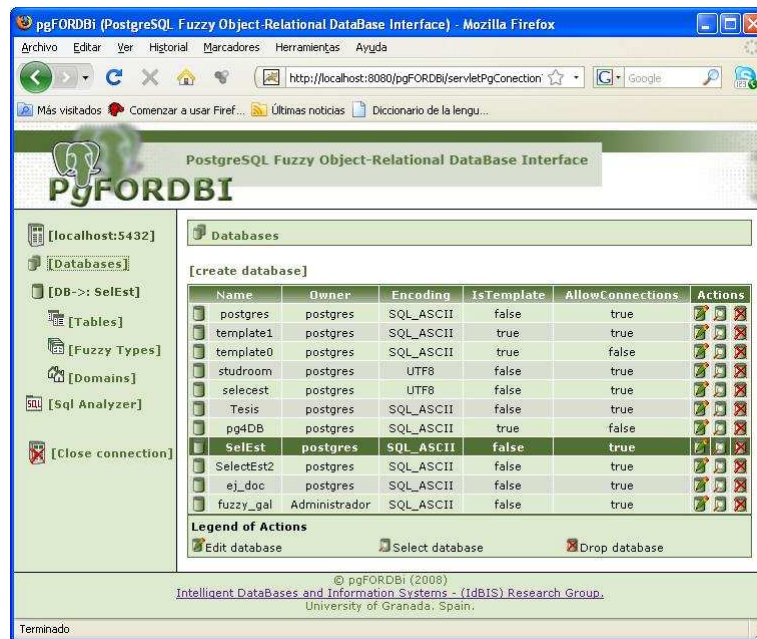 pgFORDBi (PostgreSQL Fuzzy Object-Relational DataBase Interface) - Mozilla Firefox
Archivo Editar Ver Historial Marcadores Herramientas Ayuda
http://localhost:8080/pgFORDBi/servletPgConection
G Google
Más visitados Comenzar a usar Firef... Últimas noticias Diccionario de la lengu...
PostgreSQL Fuzzy Object-Relational DataBase Interface
PgFORDBI
[localhost:5432]
[Databases]
[DB->: SelEst]
[Tables]
[Fuzzy Types]
[Domains]
SQL [Sql Analyzer]
[Close connection]
Databases
[create database]
Name Owner Encoding IsTemplate AllowConnections Actions
postgres postgres SQL_ASCII false true
template1 postgres SQL_ASCII true true
template0 postgres SQL_ASCII true false
studroom postgres UTF8 false true
selecest postgres UTF8 false true
Tesis postgres SQL_ASCII false true
pg4DB postgres SQL_ASCII true false
SelEst postgres SQL_ASCII false true
SelectEst2 postgres SQL_ASCII false true
ej_doc postgres SQL_ASCII false true
fuzzy_gal Administrador SQL_ASCII false true
Legend of Actions
Edit database Select database Drop database
© pgFORDBi (2008)
Intelligent DataBases and Information Systems - (IdBIS) Research Group.
University of Granada. Spain.
Terminado